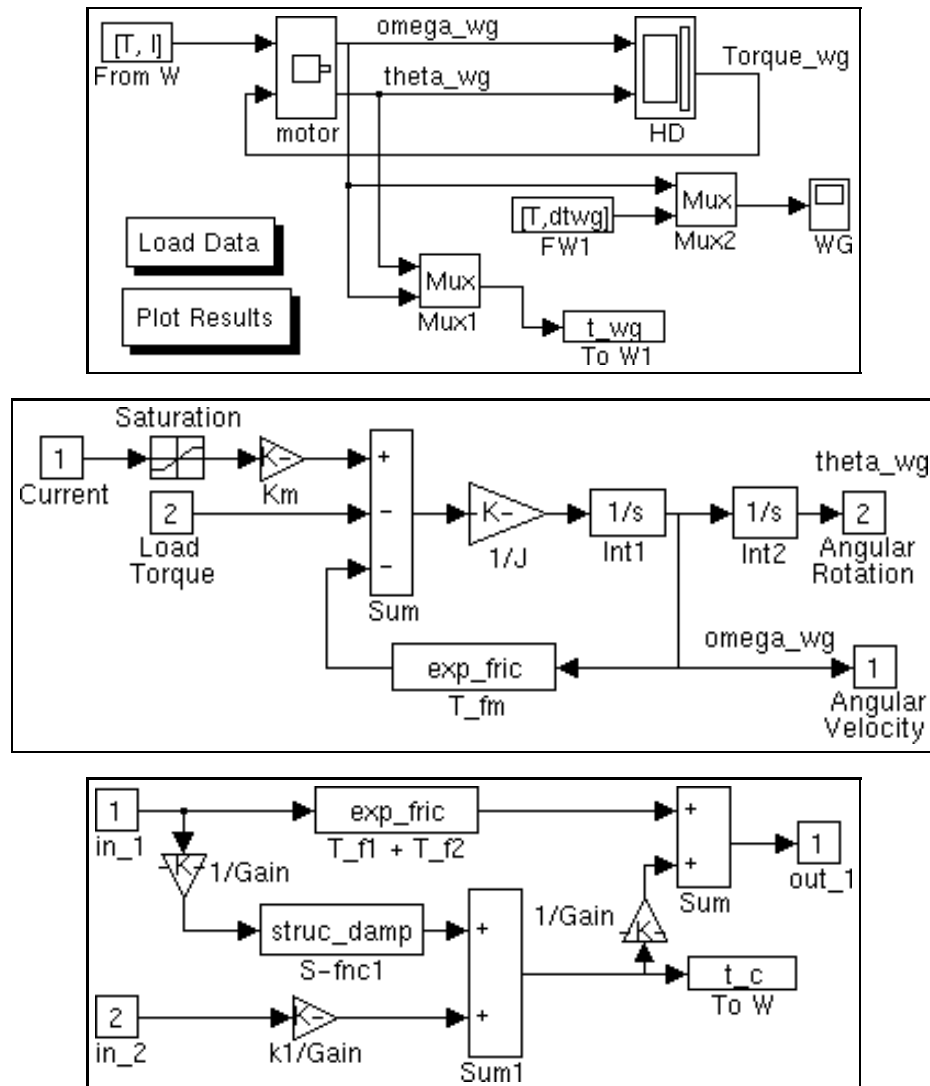 omega_wg
[T, I]
From W
theta_wg
motor
Torque_wg
HD
[T,dtwg]
FW1
Mux
Mux2
WG
Load Data
Mux
Mux1
Plot Results
t_wg
To W1
Saturation
1
Current
K-
Km
+
theta_wg
2
Load
Torque
-
-K-
1/J
1/s
Int1
1/s
Int2
2
Angular
Rotation
-
Sum
exp_fric
T_fm
omega_wg
1
Angular
Velocity
1
in_1
exp_fric
T_f1 + T_f2
+
+
Sum
1
out_1
-K-
1/Gain
struc_damp
S-fnc1
+
1/Gain
-K-
t_c
To W
2
in_2
K-
k1/Gain
+
Sum1